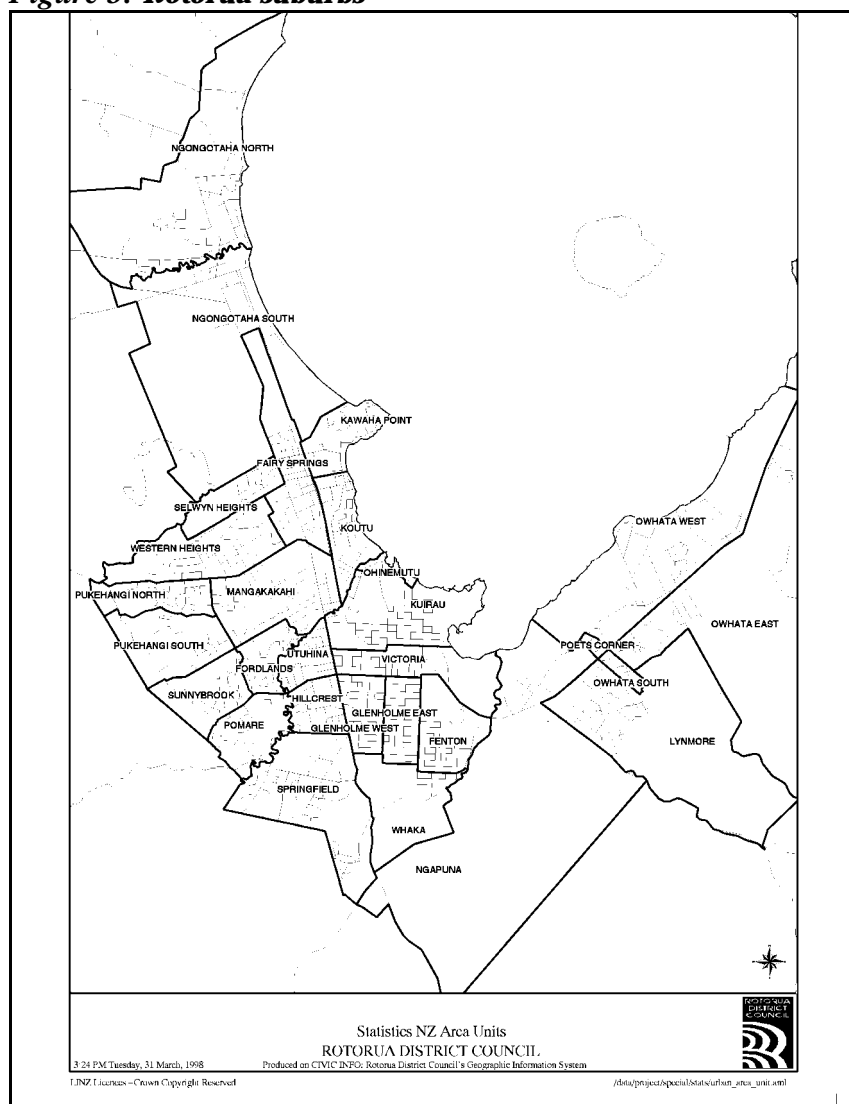 Figure 3: Rotorua suburbs
NGONGOTAHA NORTH
NGONGOTAHA SOUTH
KAWAHA POINT
FAIRY SPRINGS
SELWYN HEIGHTS
KOUTU
OWHATA WEST
WESTERN HEIGHTS
OHINEMUTU
PUKEHANGI NORTH
MANGAKAKAHI
KUIRAU
OWHATA EAST
PUKEHANGI SOUTH
POETS CORNER
UTUHINA
VICTORIA
FORDLANDS
OWHATA SOUTH
SUNNYBROOK
HILLCREST
GLENHOLME EAST
POMARE
GLENHOLME WEST
FENTON
LYNMORE
SPRINGFIELD
WHAKA
NGAPUNA
ROTORUA
DISTRICT
COUNCIL
Statistics NZ Area Units
ROTORUA DISTRICT COUNCIL
3:24 PM Tuesday, 31 March, 1998
Produced on CIVIC INFO: Rotorua District Council's Geographic Information System
LINZ Licences - Crown Copyright Reserved
/data/project/special/stats/urban_area_unit.aml